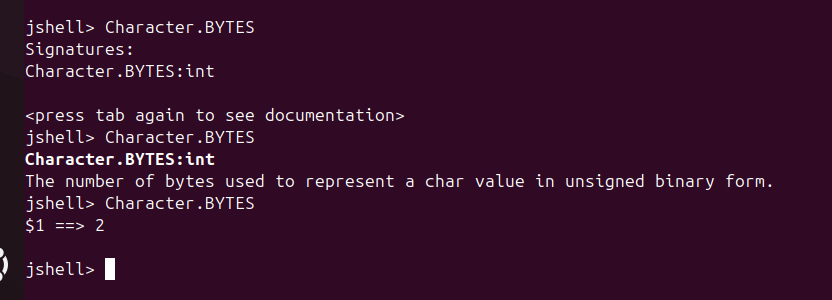 jshell> Character.BYTES
Signatures:
Character.BYTES:int
<press tab again to see documentation>
jshell> Character.BYTES
Character.BYTES:int
The number of bytes used to represent a char value in unsigned binary form.
jshell> Character.BYTES
$1 ==> 2
jshell>